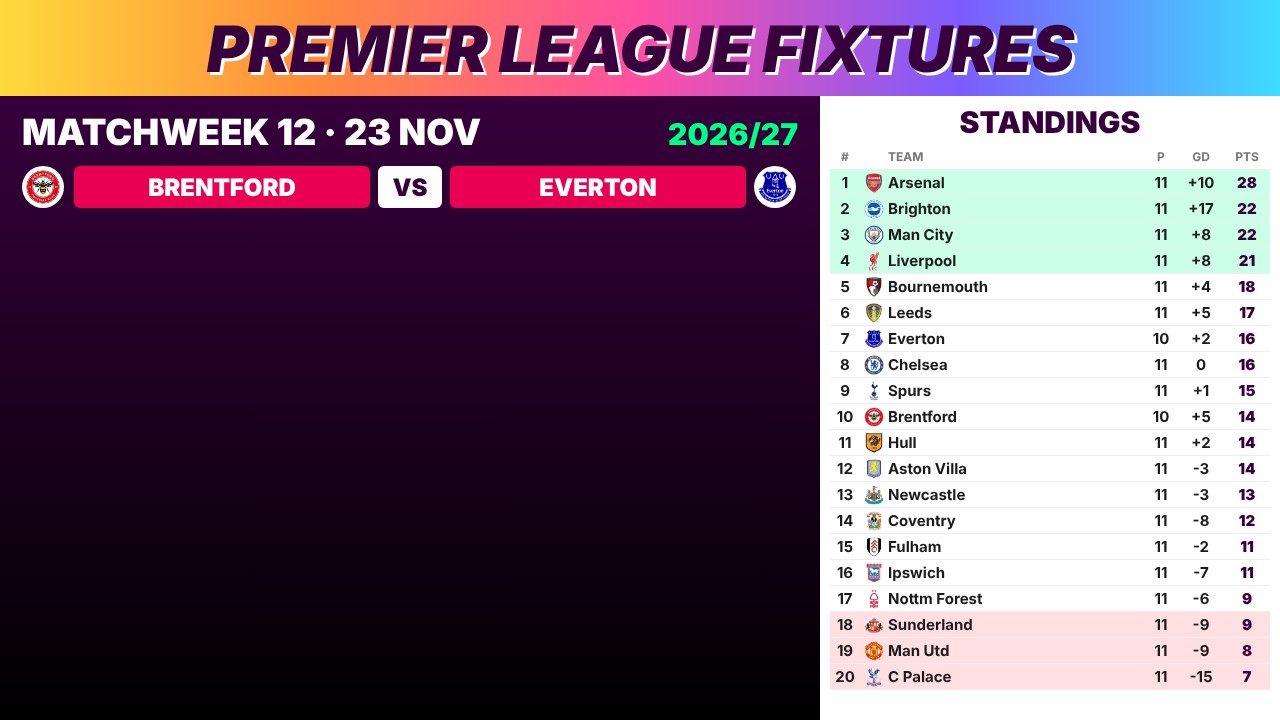 PREMIER LEAGUE FIXTURES
MATCHWEEK 12 · 23 NOV 2026/27
BRENTFORD VS EVERTON
STANDINGS
# TEAM P GD PTS
1 Arsenal 11 +10 28
2 Brighton 11 +17 22
3 Man City 11 +8 22
4 Liverpool 11 +8 21
5 Bournemouth 11 +4 18
6 Leeds 11 +5 17
7 Everton 10 +2 16
8 Chelsea 11 0 16
9 Spurs 11 +1 15
10 Brentford 10 +5 14
11 Hull 11 +2 14
12 Aston Villa 11 -3 14
13 Newcastle 11 -3 13
14 Coventry 11 -8 12
15 Fulham 11 -2 11
16 Ipswich 11 -7 11
17 Nottm Forest 11 -6 9
18 Sunderland 11 -9 9
19 Man Utd 11 -9 8
20 C Palace 11 -15 7